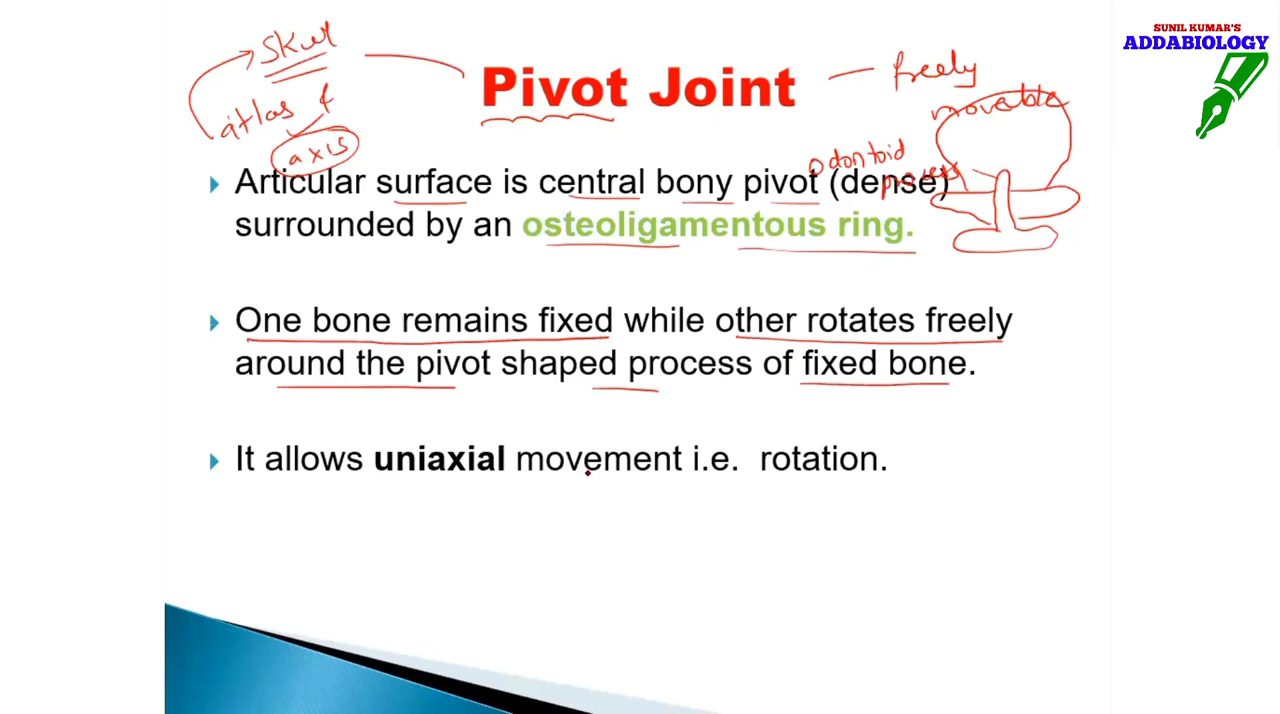 SUNIL KUMAR'S
ADDABIOLOGY
Skul
atlas &
axis
Pivot Joint
freely
movable
odontoid
process
Articular surface is central bony pivot (dense)
surrounded by an osteoligamentous ring.
One bone remains fixed while other rotates freely
around the pivot shaped process of fixed bone.
It allows uniaxial movement i.e. rotation.